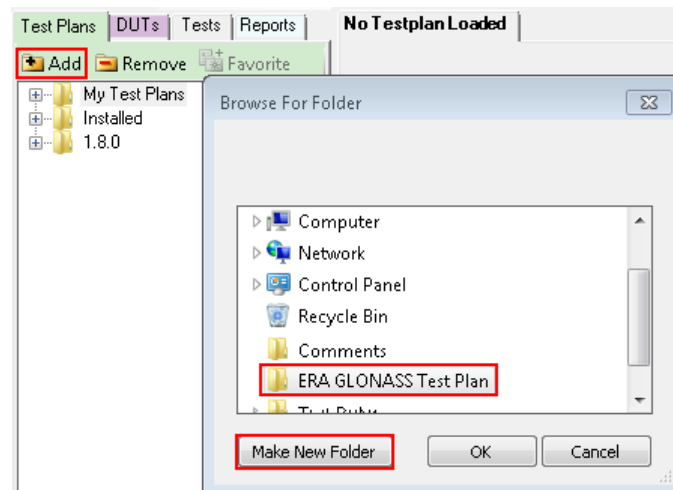 Test Plans DUTs Tests Reports No Testplan Loaded
Add Remove Favorite
My Test Plans
Installed
1.8.0
Browse For Folder
Computer
Network
Control Panel
Recycle Bin
Comments
ERA GLONASS Test Plan
Make New Folder OK Cancel